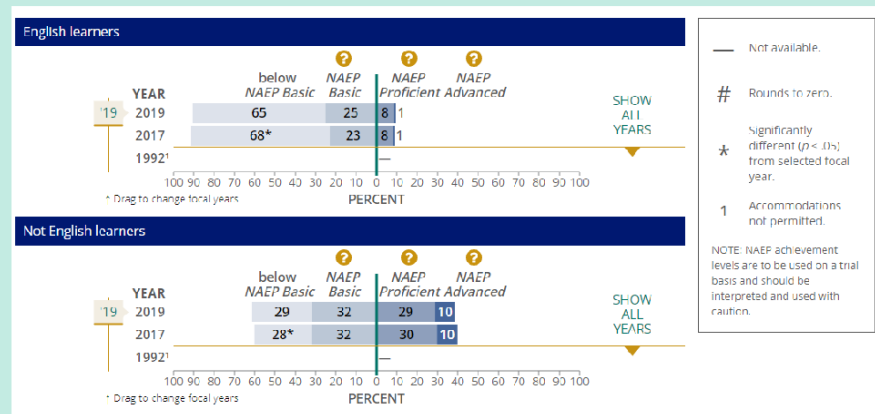 English learners
? ? ?
below NAEP NAEP NAEP
YEAR NAEP Basic Basic Proficient Advanced
'19 2019 65 25 8 1
2017 68* 23 8 1
1992¹ —
SHOW
ALL
YEARS
100 90 80 70 60 50 40 30 20 10 0 10 20 30 40 50 60 70 80 90 100
^ Drag to change focal years PERCENT
Not English learners
? ? ?
below NAEP NAEP NAEP
YEAR NAEP Basic Basic Proficient Advanced
'19 2019 29 32 29 10
2017 28* 32 30 10
1992¹ —
SHOW
ALL
YEARS
100 90 80 70 60 50 40 30 20 10 0 10 20 30 40 50 60 70 80 90 100
^ Drag to change focal years PERCENT
— Not available.
# Rounds to zero.
* Significantly
different (p < .05)
from selected focal
year.
1 Accommodations
not permitted.
NOTE: NAEP achievement
levels are to be used on a trial
basis and should be
interpreted and used with
caution.